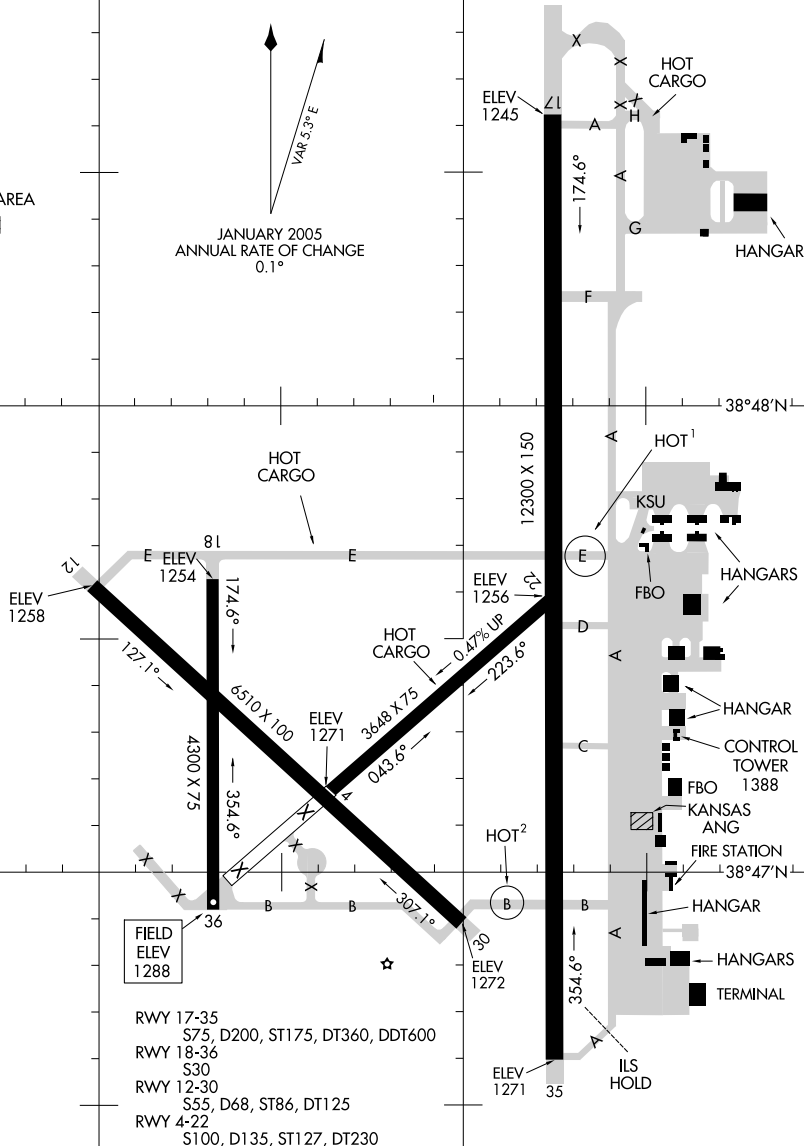 X
X
HOT
CARGO
ELEV
1245
17
X
X
H
A
VAR 5.3° E
A
174.6°
AREA
G
JANUARY 2005
ANNUAL RATE OF CHANGE
0.1°
HANGAR
F
38°48'N
A
HOT 1
12300 X 150
HOT
CARGO
KSU
18
E
E
E
ELEV
1254
12
FBO
HANGARS
ELEV
1256
22
ELEV
1258
174.6°
D
HOT
CARGO
0.47% UP
A
127.1°
223.6°
6510 X 100
3648 X 75
HANGAR
ELEV
1271
4300 X 75
C
CONTROL
TOWER
1388
043.6°
354.6°
FBO
4
X
KANSAS
ANG
HOT 2
FIRE STATION
X
X
38°47'N
X
X
X
B
B
B
B
HANGAR
307.1°
36
A
FIELD
ELEV
1288
30
ELEV
1272
HANGARS
354.6°
TERMINAL
RWY 17-35
S75, D200, ST175, DT360, DDT600
RWY 18-36
S30
RWY 12-30
S55, D68, ST86, DT125
RWY 4-22
S100, D135, ST127, DT230
A
ILS
HOLD
ELEV
1271
35